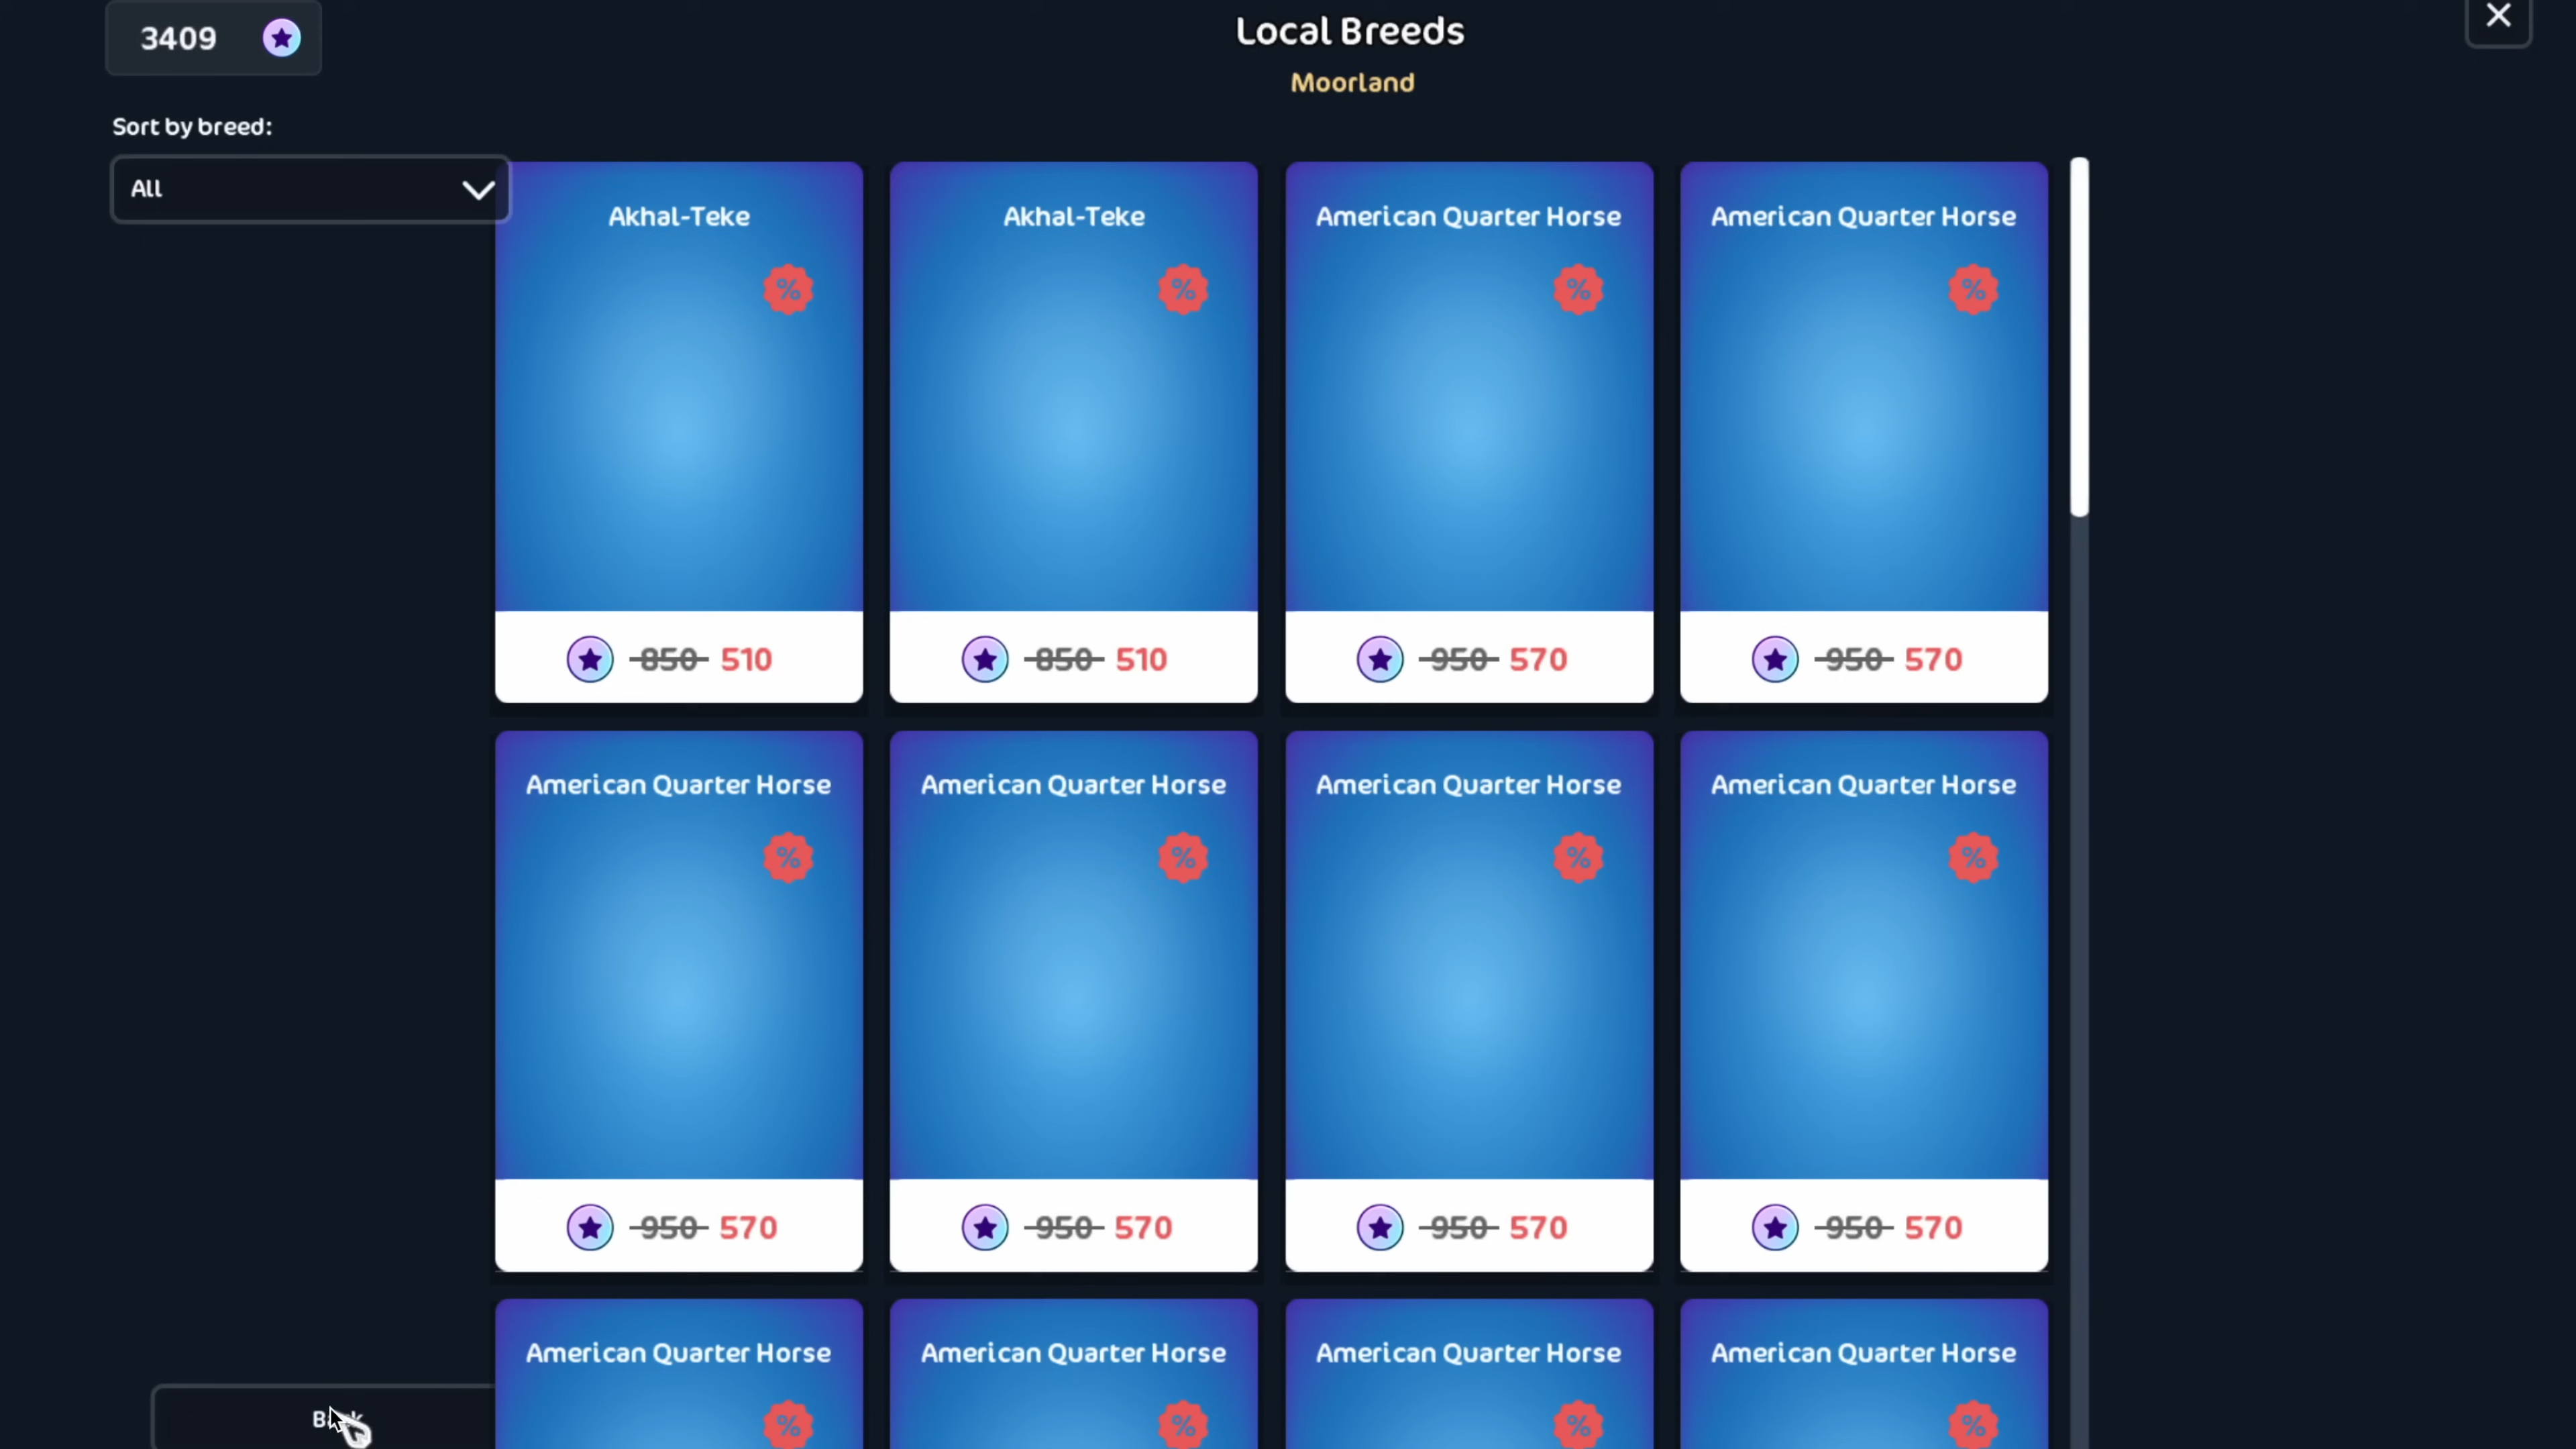 3409
Local Breeds
Moorland
Sort by breed:
All
Akhal-Teke
Akhal-Teke
American Quarter Horse
American Quarter Horse
%
%
%
%
850 510
850 510
950 570
950 570
American Quarter Horse
American Quarter Horse
American Quarter Horse
American Quarter Horse
%
%
%
%
950 570
950 570
950 570
950 570
American Quarter Horse
American Quarter Horse
American Quarter Horse
American Quarter Horse
%
%
%
%
Back